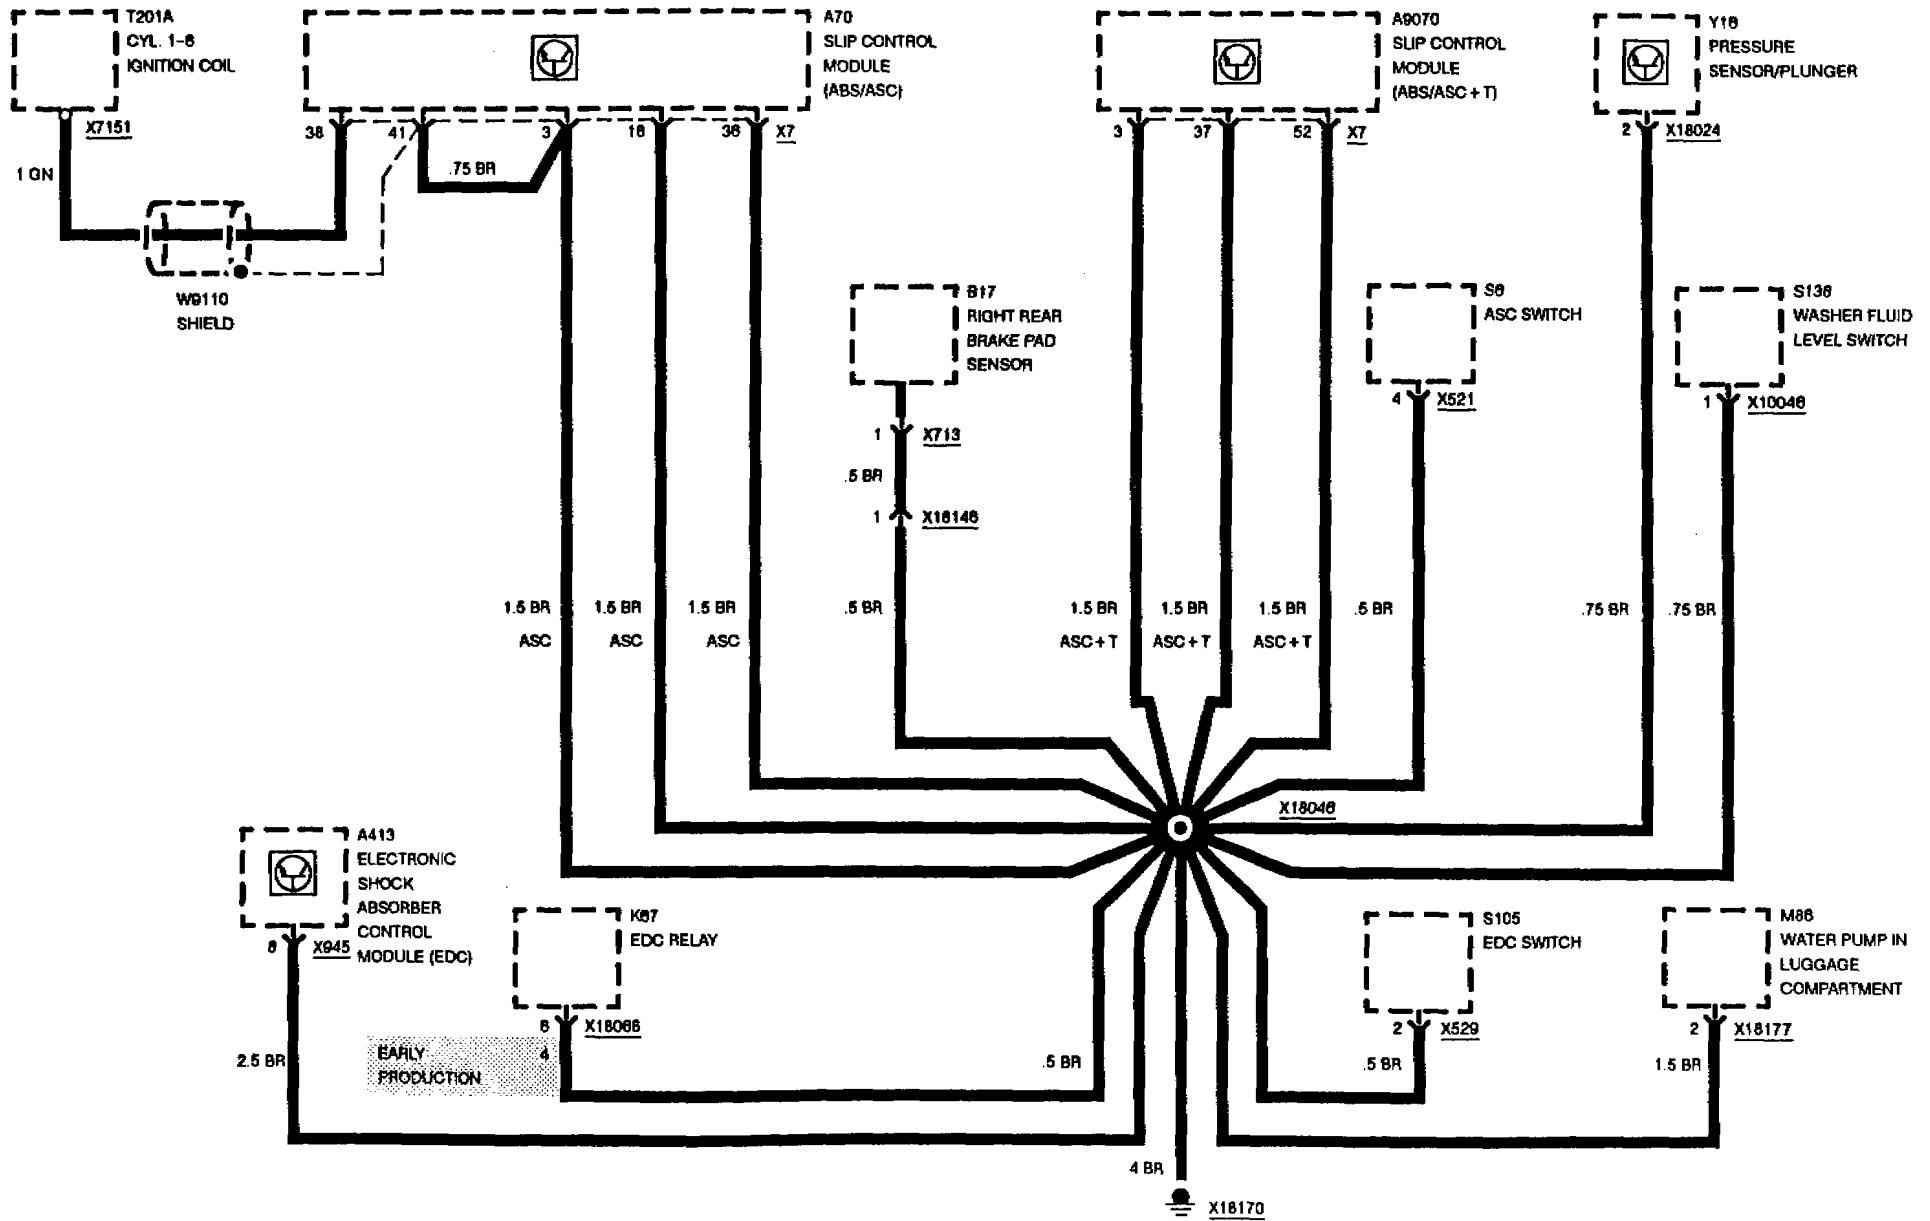 T201A
CYL. 1-6
IGNITION COIL
X7151
1 GN
W9110
SHIELD
A70
SLIP CONTROL
MODULE
(ABS/ASC)
38
41
3
18
36
X7
.75 BR
A9070
SLIP CONTROL
MODULE
(ABS/ASC + T)
3
37
52
X7
Y18
PRESSURE
SENSOR/PLUNGER
2
X18024
B17
RIGHT REAR
BRAKE PAD
SENSOR
1
X713
.5 BR
1
X18146
S6
ASC SWITCH
4
X521
S136
WASHER FLUID
LEVEL SWITCH
1
X10046
1.5 BR
ASC
1.5 BR
ASC
1.5 BR
ASC
.5 BR
1.5 BR
ASC + T
1.5 BR
ASC + T
1.5 BR
ASC + T
.5 BR
.75 BR
.75 BR
X18046
A413
ELECTRONIC
SHOCK
ABSORBER
CONTROL
MODULE (EDC)
8
X945
2.5 BR
K67
EDC RELAY
6
X18066
EARLY
PRODUCTION
4
.5 BR
S105
EDC SWITCH
2
X529
.5 BR
M86
WATER PUMP IN
LUGGAGE
COMPARTMENT
2
X18177
1.5 BR
4 BR
X18170